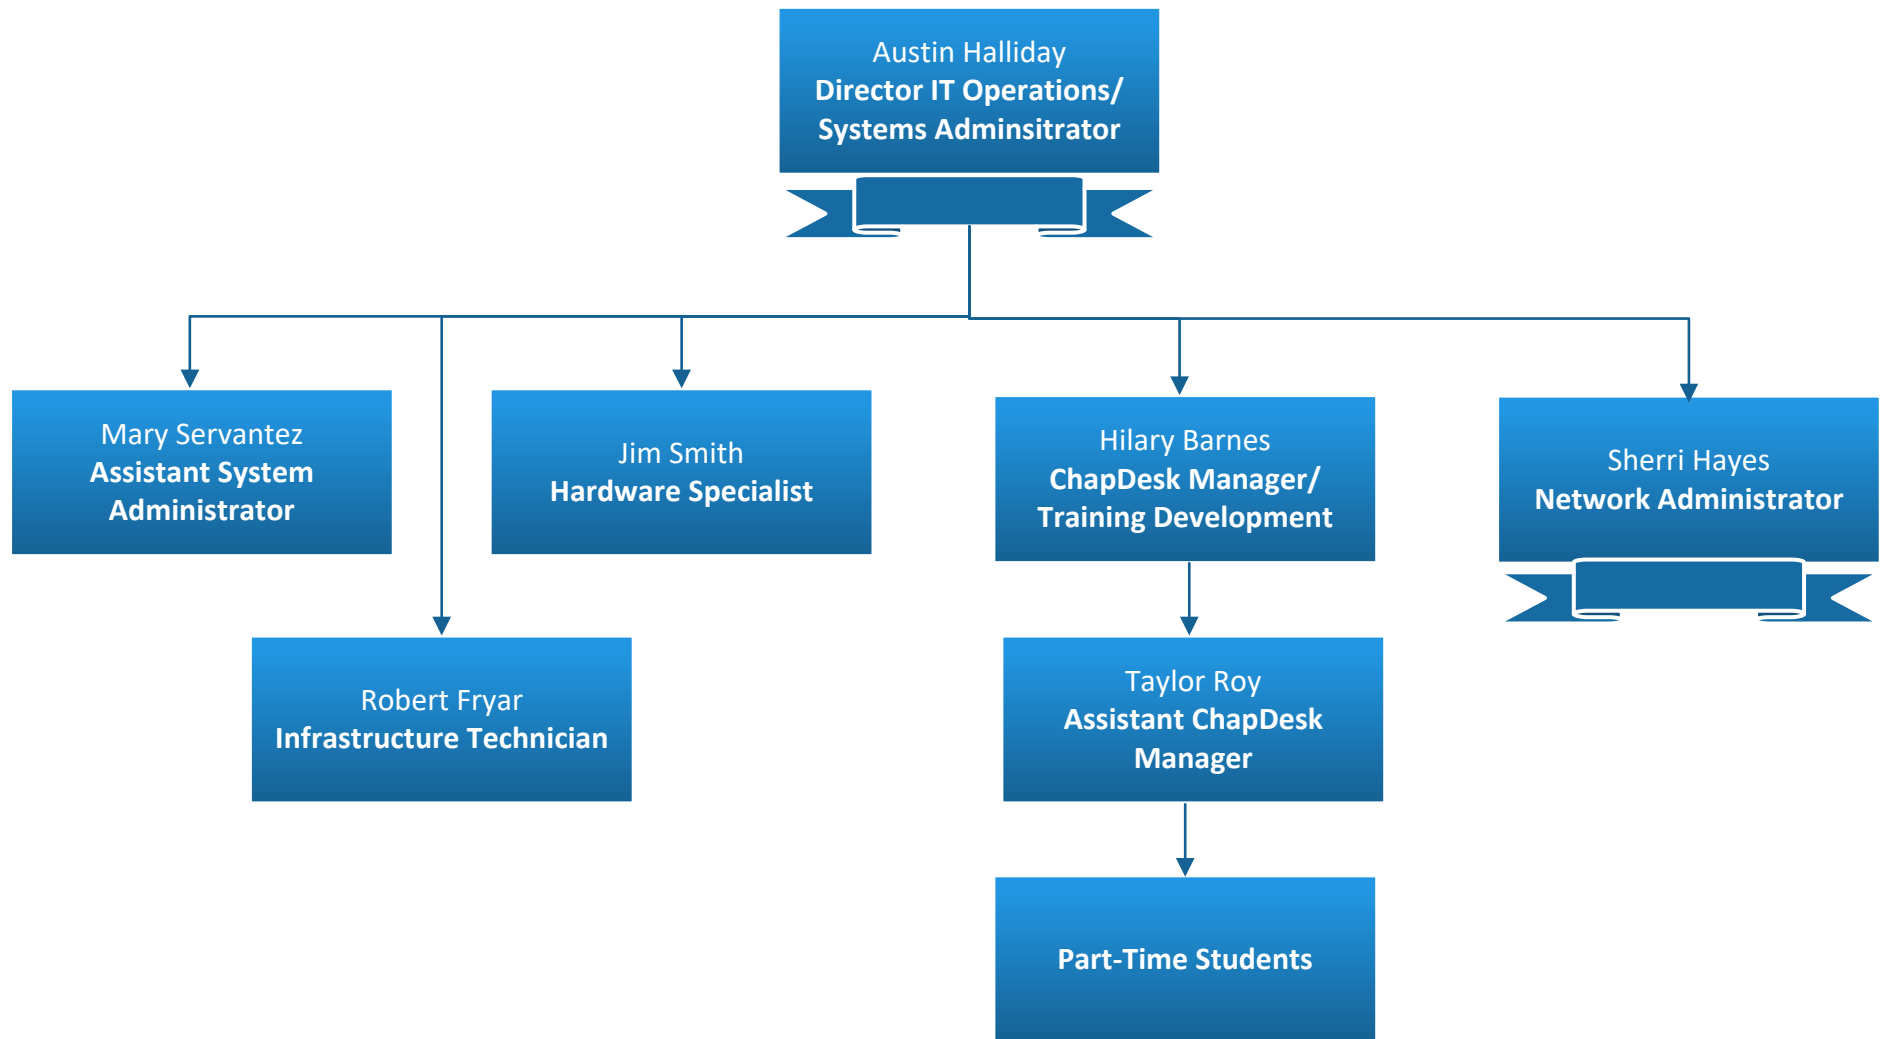 Austin Halliday
Director IT Operations/
Systems Adminsitrator
Mary Servantez
Assistant System
Administrator
Jim Smith
Hardware Specialist
Hilary Barnes
ChapDesk Manager/
Training Development
Sherri Hayes
Network Administrator
Robert Fryar
Infrastructure Technician
Taylor Roy
Assistant ChapDesk
Manager
Part-Time Students